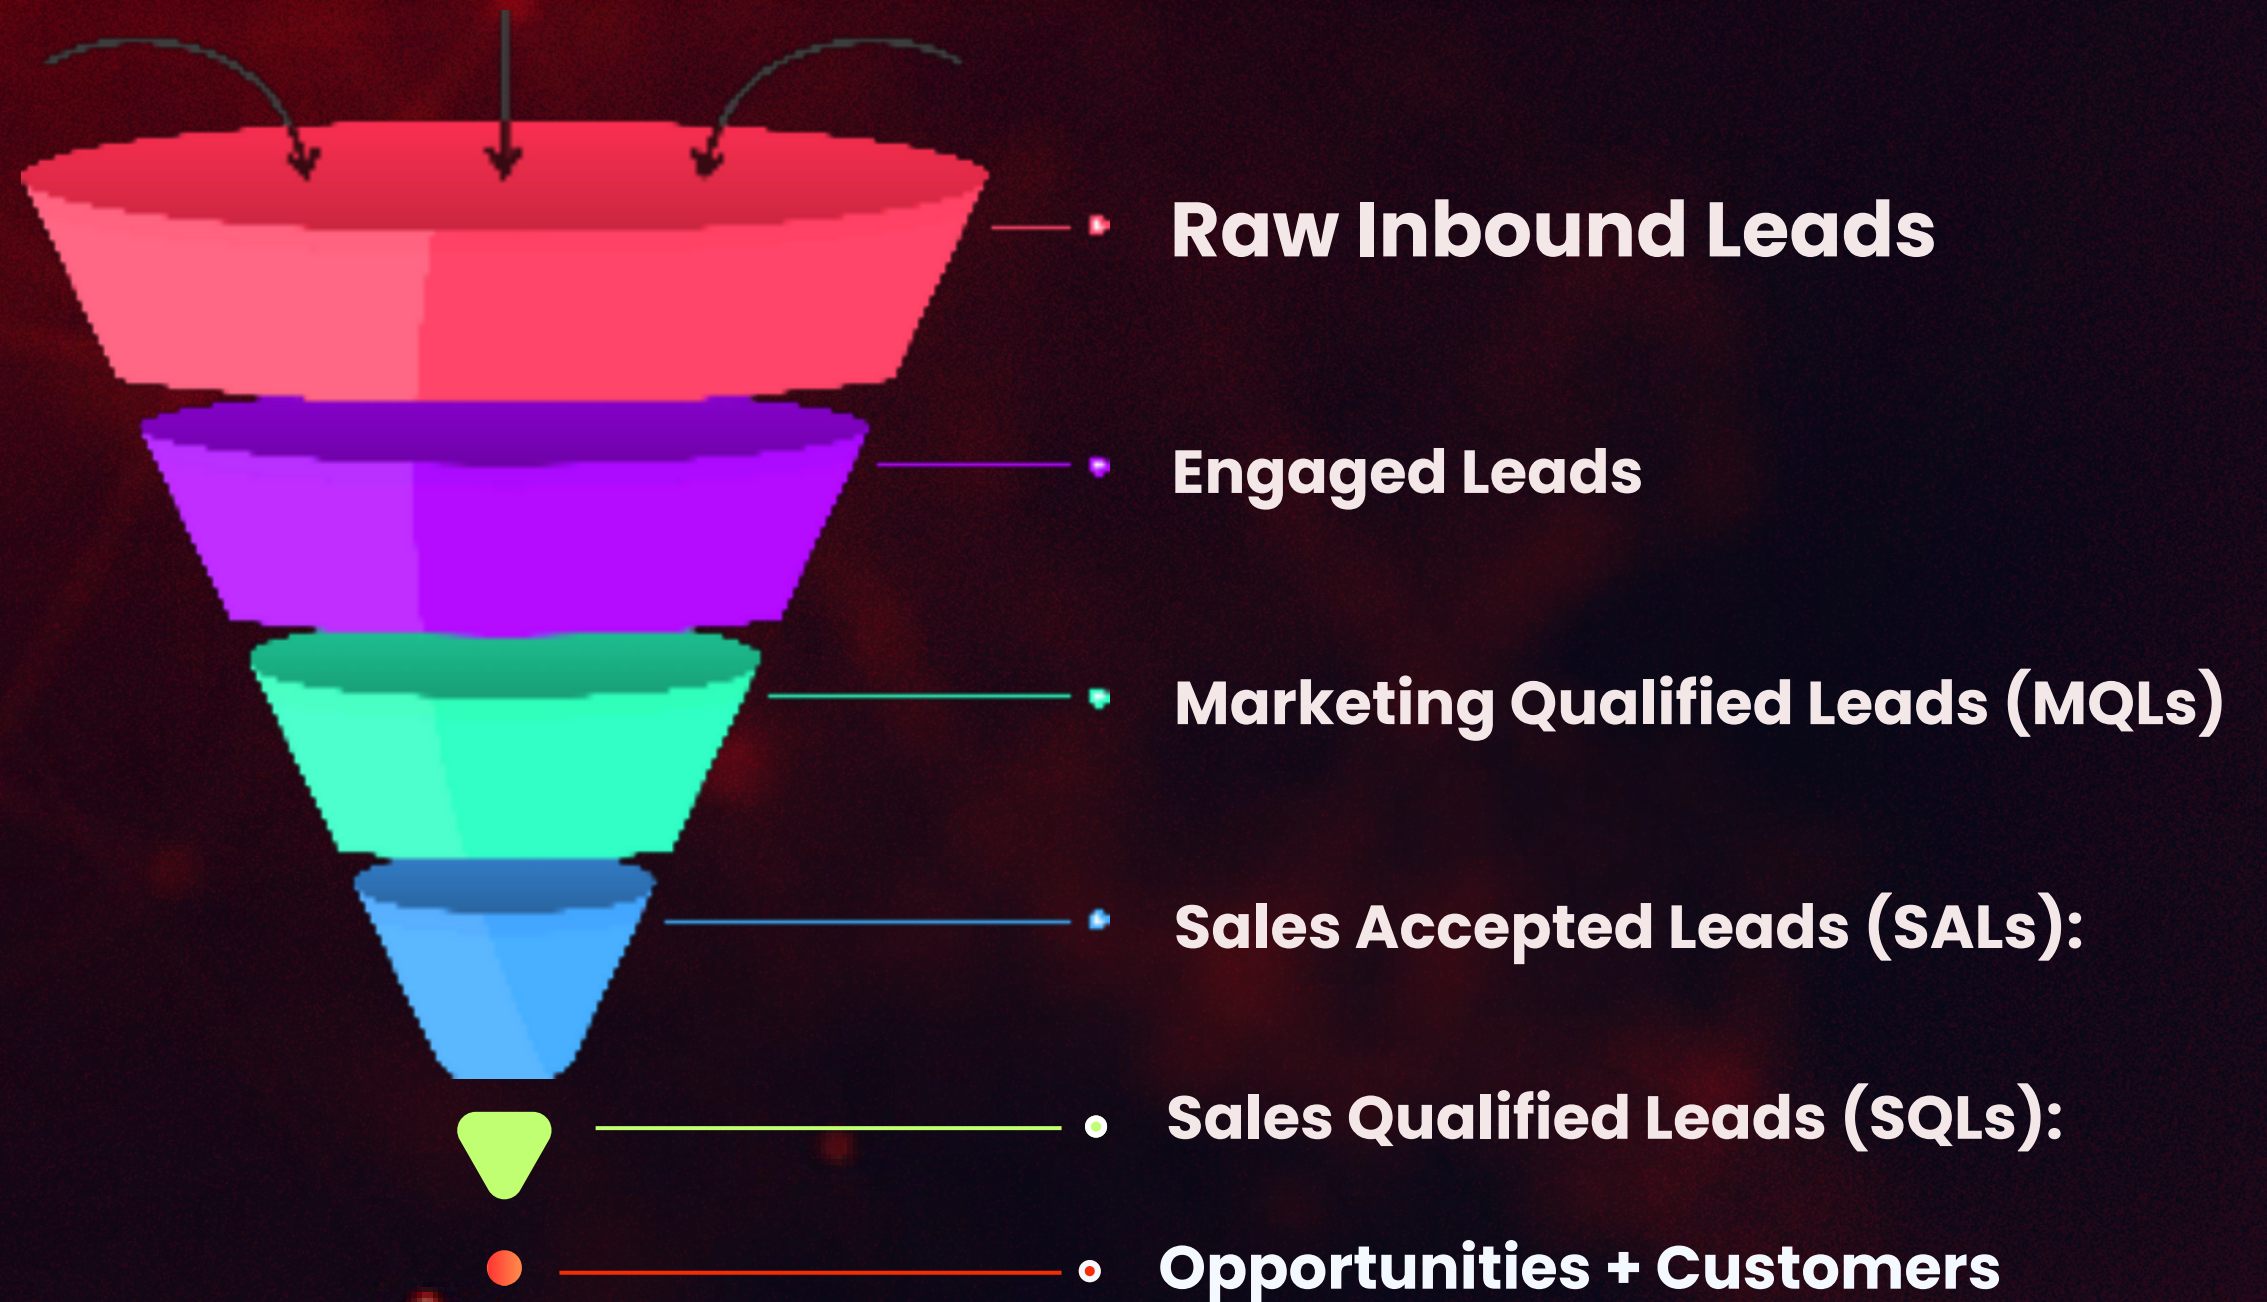 Raw Inbound Leads
Engaged Leads
Marketing Qualified Leads (MQLs)
Sales Accepted Leads (SALs):
Sales Qualified Leads (SQLs):
Opportunities + Customers